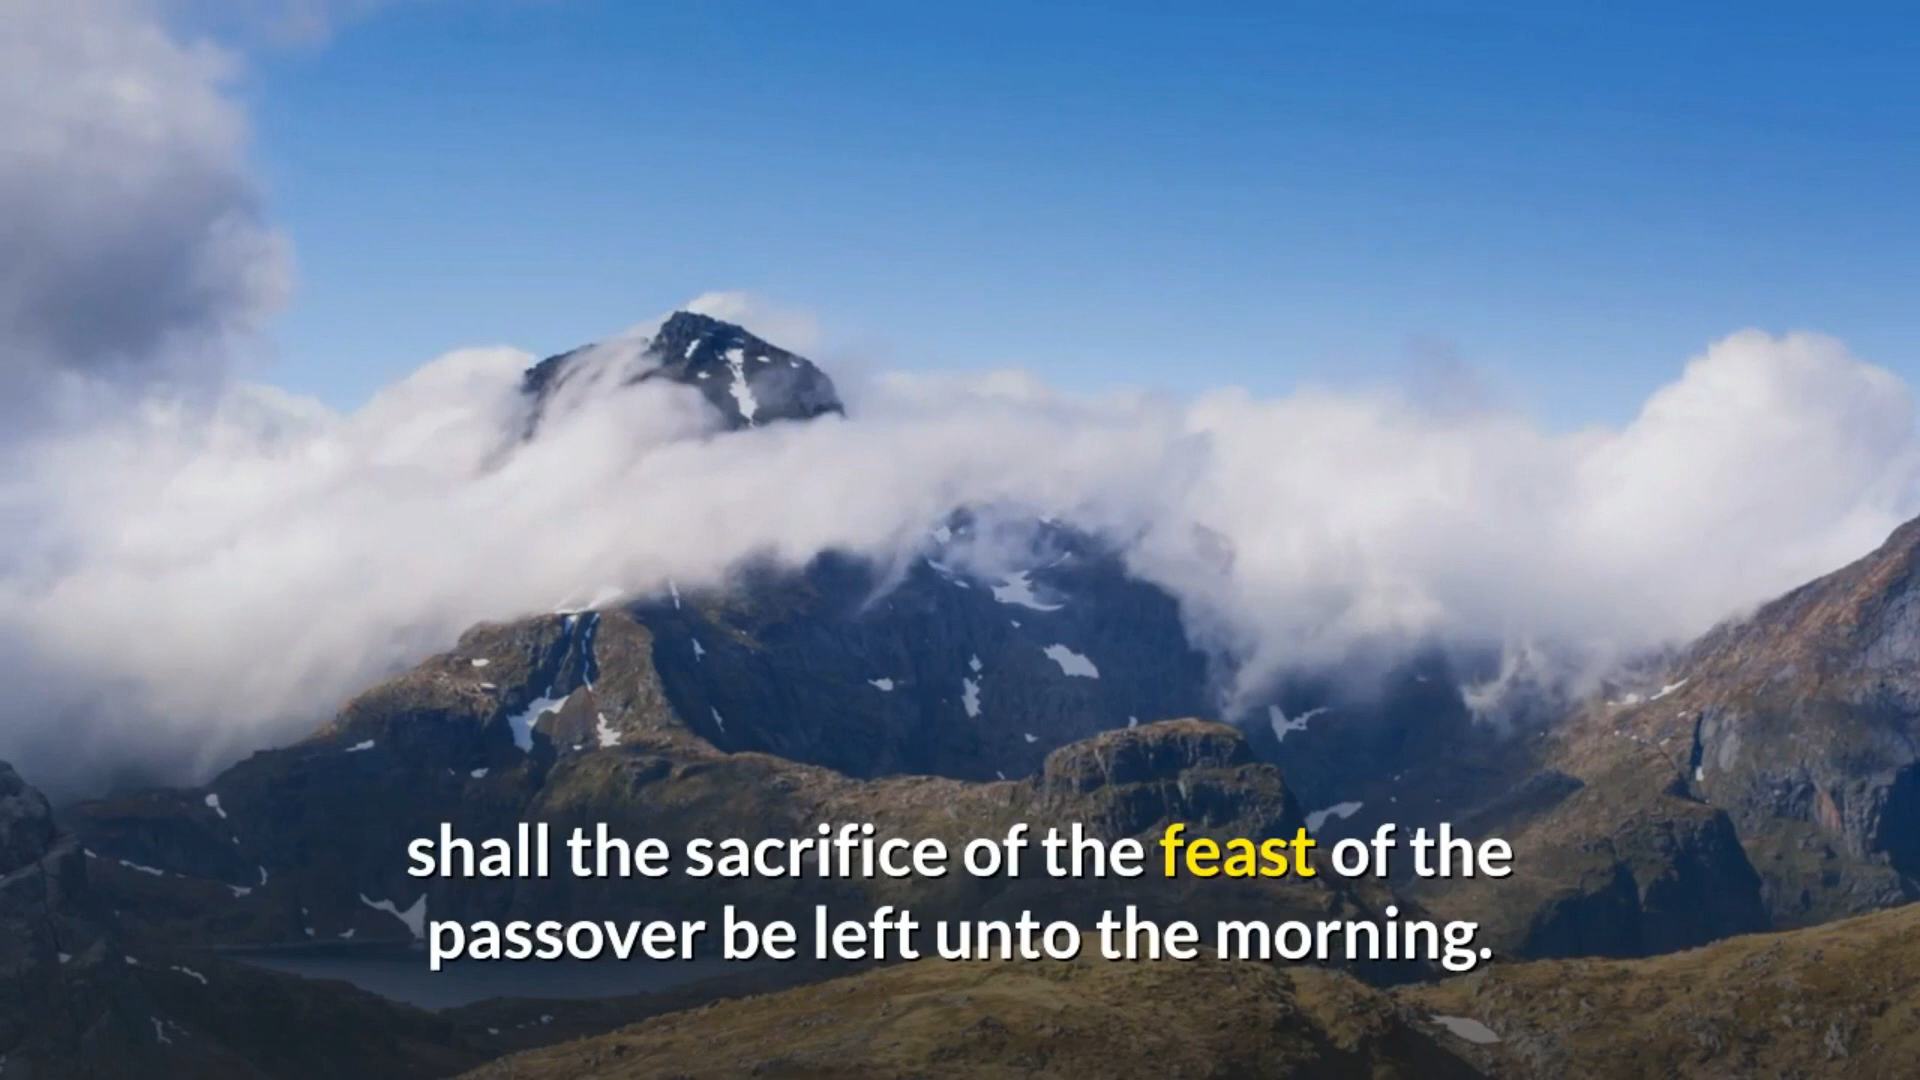 shall the sacrifice of the feast of the
passover be left unto the morning.